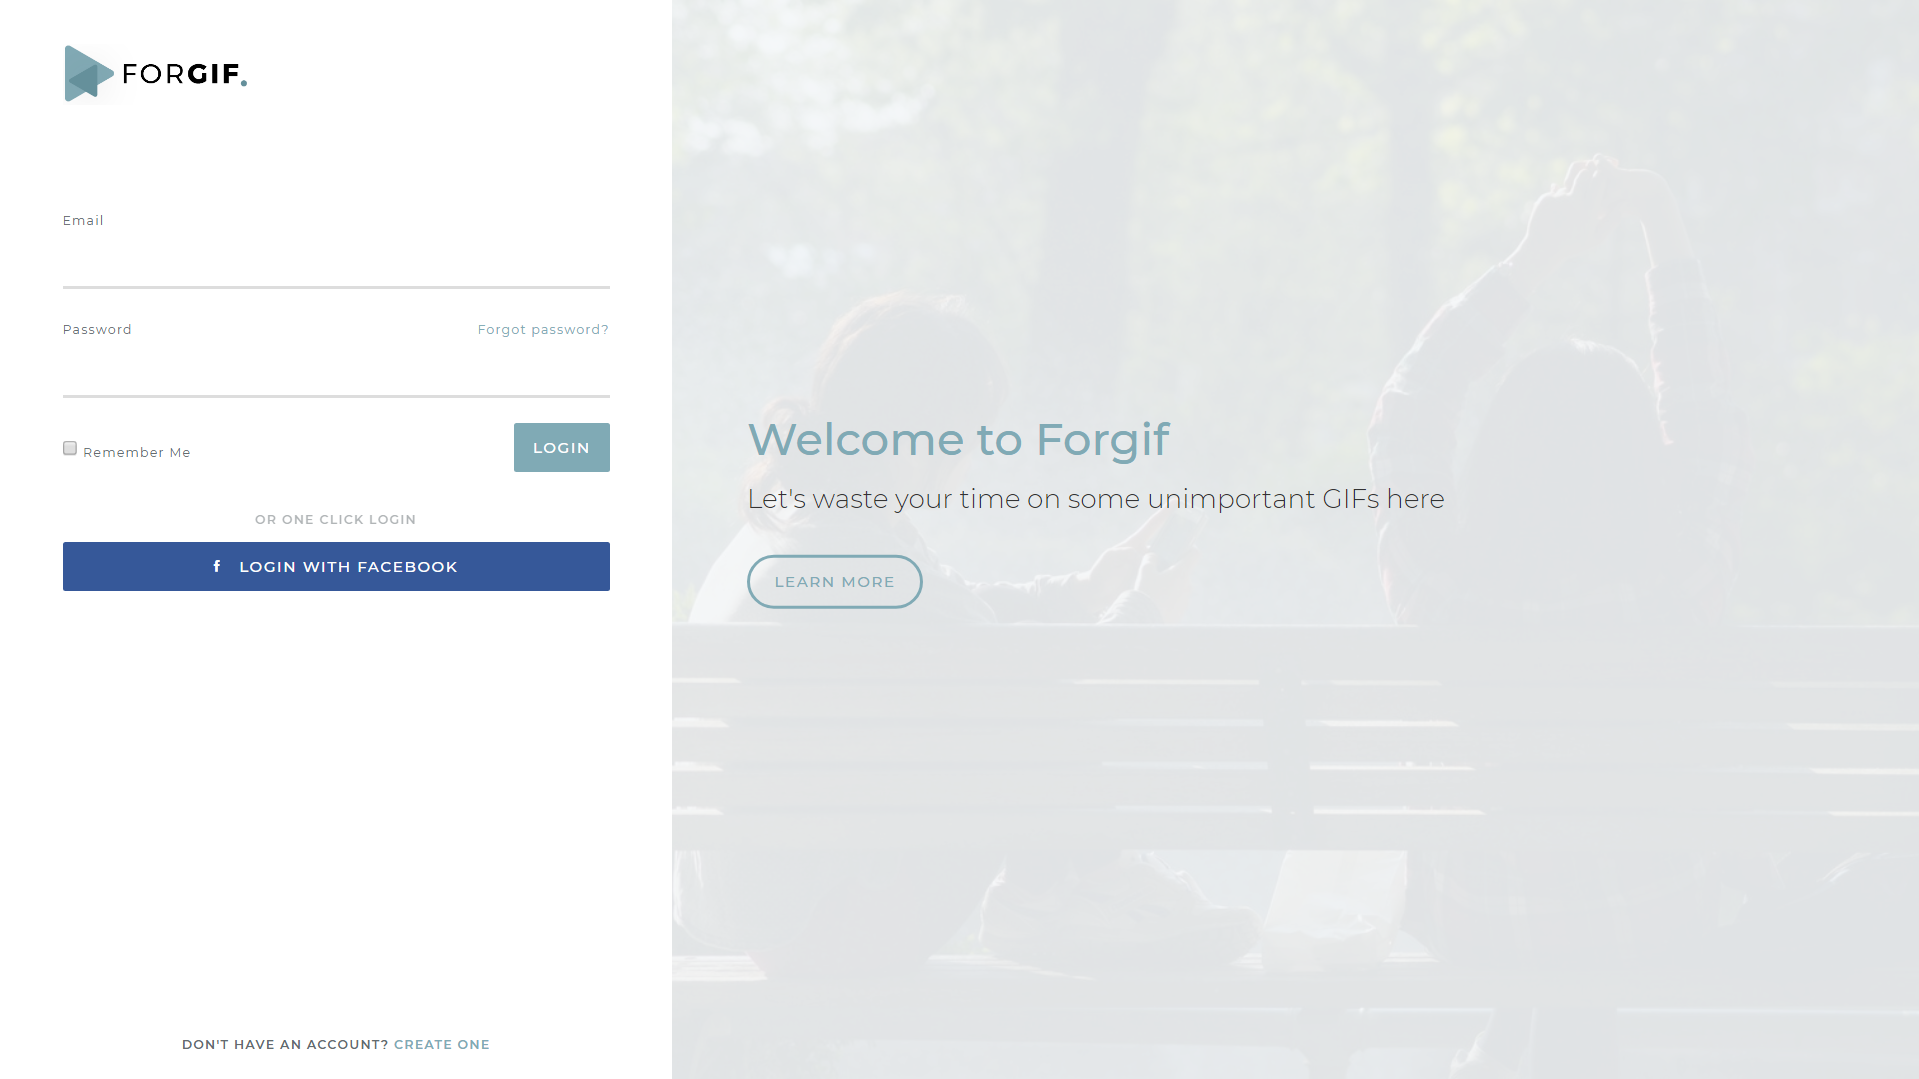 FORGIF.
Email
Password
Forgot password?
Remember Me
LOGIN
OR ONE CLICK LOGIN
f LOGIN WITH FACEBOOK
DON'T HAVE AN ACCOUNT? CREATE ONE
Welcome to Forgif
Let's waste your time on some unimportant GIFs here
LEARN MORE